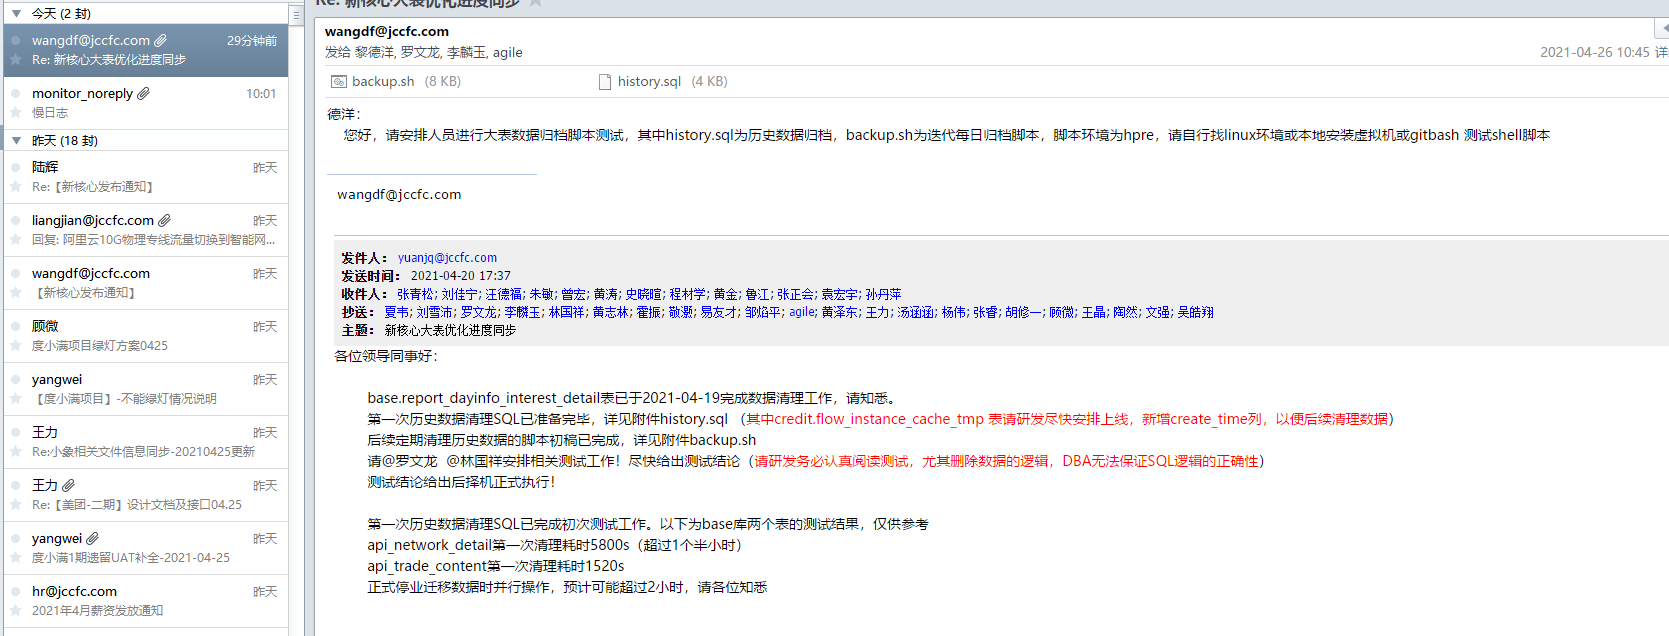 今天 (2 封)
wangdf@jccfc.com 29分钟前
Re: 新核心大表优化进度同步
monitor_noreply 10:01
慢日志
昨天 (18 封)
陆辉 昨天
Re:【新核心发布通知】
liangjian@jccfc.com 昨天
回复: 阿里云10G物理专线流量切换到智能网...
wangdf@jccfc.com 昨天
【新核心发布通知】
顾微 昨天
度小满项目绿灯方案0425
yangwei 昨天
【度小满项目】-不能绿灯情况说明
王力 昨天
Re:小象相关文件信息同步-20210425更新
王力 昨天
Re:【美团-二期】设计文档及接口04.25
yangwei 昨天
度小满1期遗留UAT补全-2021-04-25
hr@jccfc.com 昨天
2021年4月薪资发放通知
Re: 新核心大表优化进度同步
wangdf@jccfc.com
发给 黎德洋, 罗文龙, 李麟玉, agile
2021-04-26 10:45 详
backup.sh (8 KB) history.sql (4 KB)
德洋：
您好，请安排人员进行大表数据归档脚本测试，其中history.sql为历史数据归档，backup.sh为迭代每日归档脚本，脚本环境为hpre，请自行找linux环境或本地安装虚拟机或gitbash 测试shell脚本
wangdf@jccfc.com
发件人： yuanjq@jccfc.com
发送时间： 2021-04-20 17:37
收件人： 张青松; 刘佳宁; 汪德福; 朱敏; 曾宏; 黄涛; 史晓暄; 程材学; 黄金; 鲁江; 张正会; 袁宏宇; 孙丹萍
抄送： 夏韦; 刘雪沛; 罗文龙; 李麟玉; 林国祥; 黄志林; 霍振; 敬滪; 易友才; 邹焰平; agile; 黄泽东; 王力; 汤函函; 杨伟; 张睿; 胡修一; 顾微; 王晶; 陶然; 文强; 吴皓翔
主题： 新核心大表优化进度同步
各位领导同事好：
base.report_dayinfo_interest_detail表已于2021-04-19完成数据清理工作，请知悉。
第一次历史数据清理SQL已准备完毕，详见附件history.sql （其中credit.flow_instance_cache_tmp 表请研发尽快安排上线，新增create_time列，以便后续清理数据）
后续定期清理历史数据的脚本初稿已完成，详见附件backup.sh
请@罗文龙 @林国祥安排相关测试工作！尽快给出测试结论（请研发务必认真阅读测试，尤其删除数据的逻辑，DBA无法保证SQL逻辑的正确性）
测试结论给出后择机正式执行！
第一次历史数据清理SQL已完成初次测试工作。以下为base库两个表的测试结果，仅供参考
api_network_detail第一次清理耗时5800s（超过1个半小时）
api_trade_content第一次清理耗时1520s
正式停业迁移数据时并行操作，预计可能超过2小时，请各位知悉